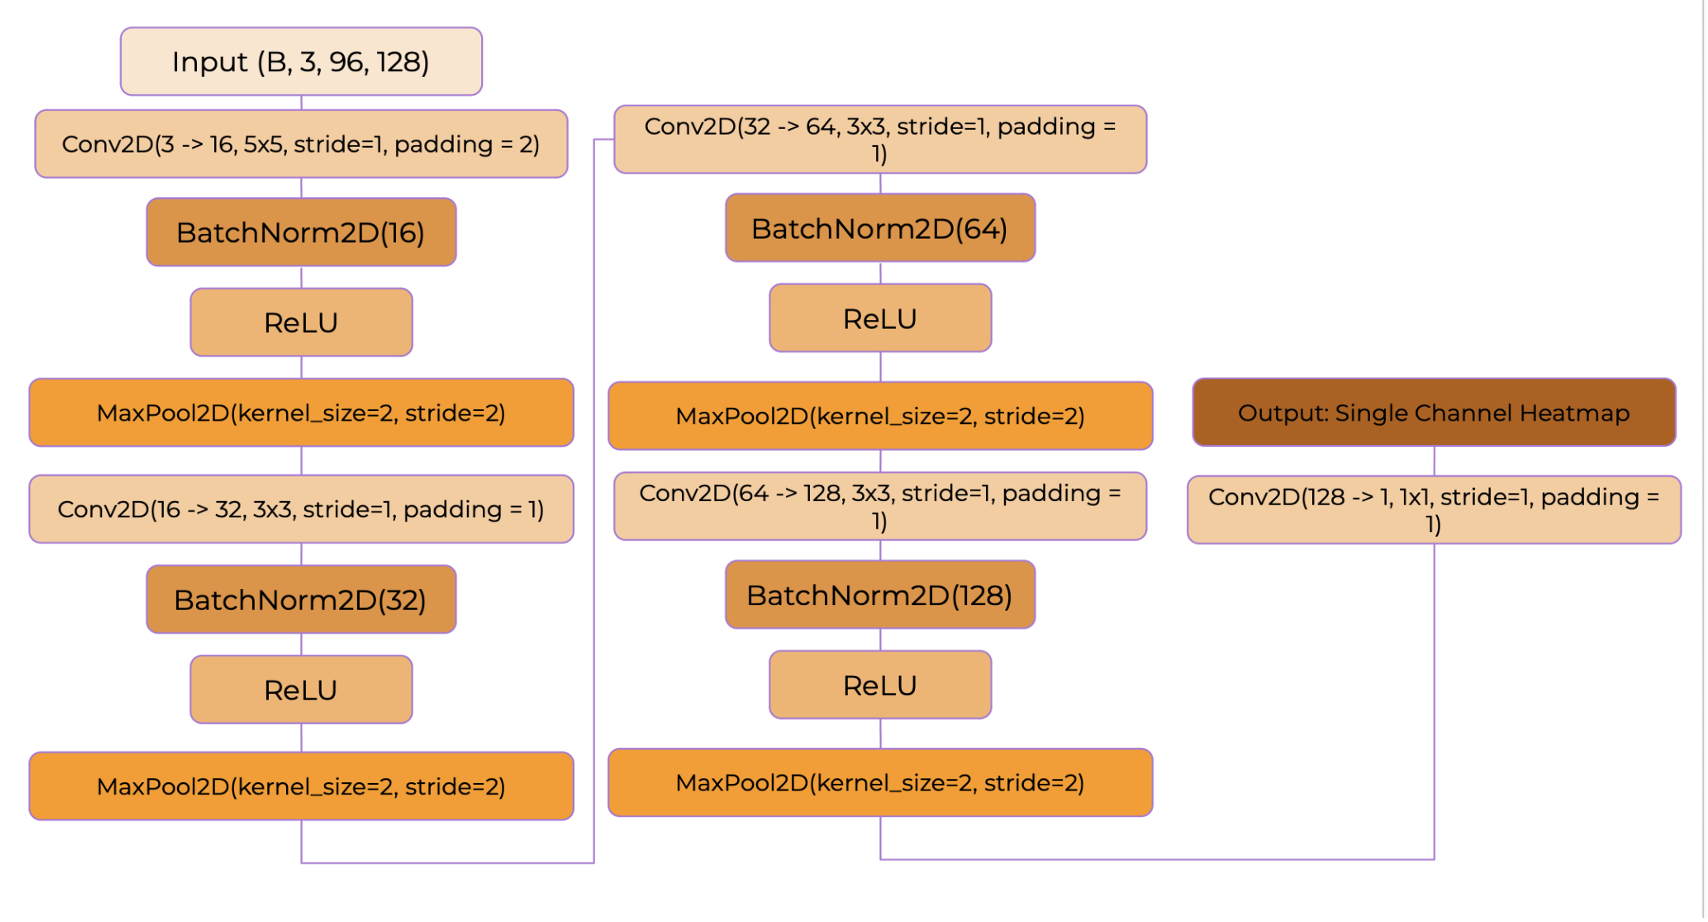 Input (B, 3, 96, 128)
Conv2D(3 -> 16, 5x5, stride=1, padding = 2)
BatchNorm2D(16)
ReLU
MaxPool2D(kernel_size=2, stride=2)
Conv2D(16 -> 32, 3x3, stride=1, padding = 1)
BatchNorm2D(32)
ReLU
MaxPool2D(kernel_size=2, stride=2)
Conv2D(32 -> 64, 3x3, stride=1, padding =
1)
BatchNorm2D(64)
ReLU
MaxPool2D(kernel_size=2, stride=2)
Conv2D(64 -> 128, 3x3, stride=1, padding =
1)
BatchNorm2D(128)
ReLU
MaxPool2D(kernel_size=2, stride=2)
Conv2D(128 -> 1, 1x1, stride=1, padding =
1)
Output: Single Channel Heatmap